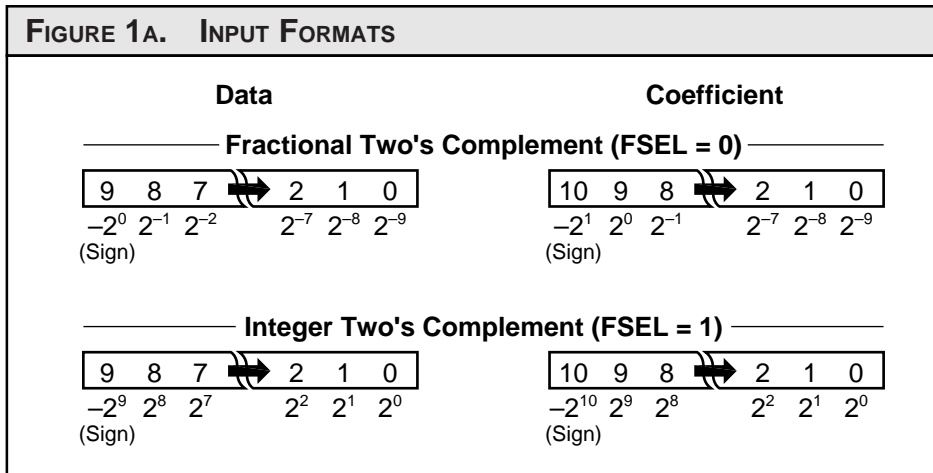 FIGURE 1A. INPUT FORMATS
Data Coefficient
Fractional Two's Complement (FSEL = 0)
9 8 7 2 1 0 10 9 8 2 1 0
–2⁰ 2⁻¹ 2⁻² 2⁻⁷ 2⁻⁸ 2⁻⁹ –2¹ 2⁰ 2⁻¹ 2⁻⁷ 2⁻⁸ 2⁻⁹
(Sign) (Sign)
Integer Two's Complement (FSEL = 1)
9 8 7 2 1 0 10 9 8 2 1 0
–2⁹ 2⁸ 2⁷ 2² 2¹ 2⁰ –2¹⁰ 2⁹ 2⁸ 2² 2¹ 2⁰
(Sign) (Sign)